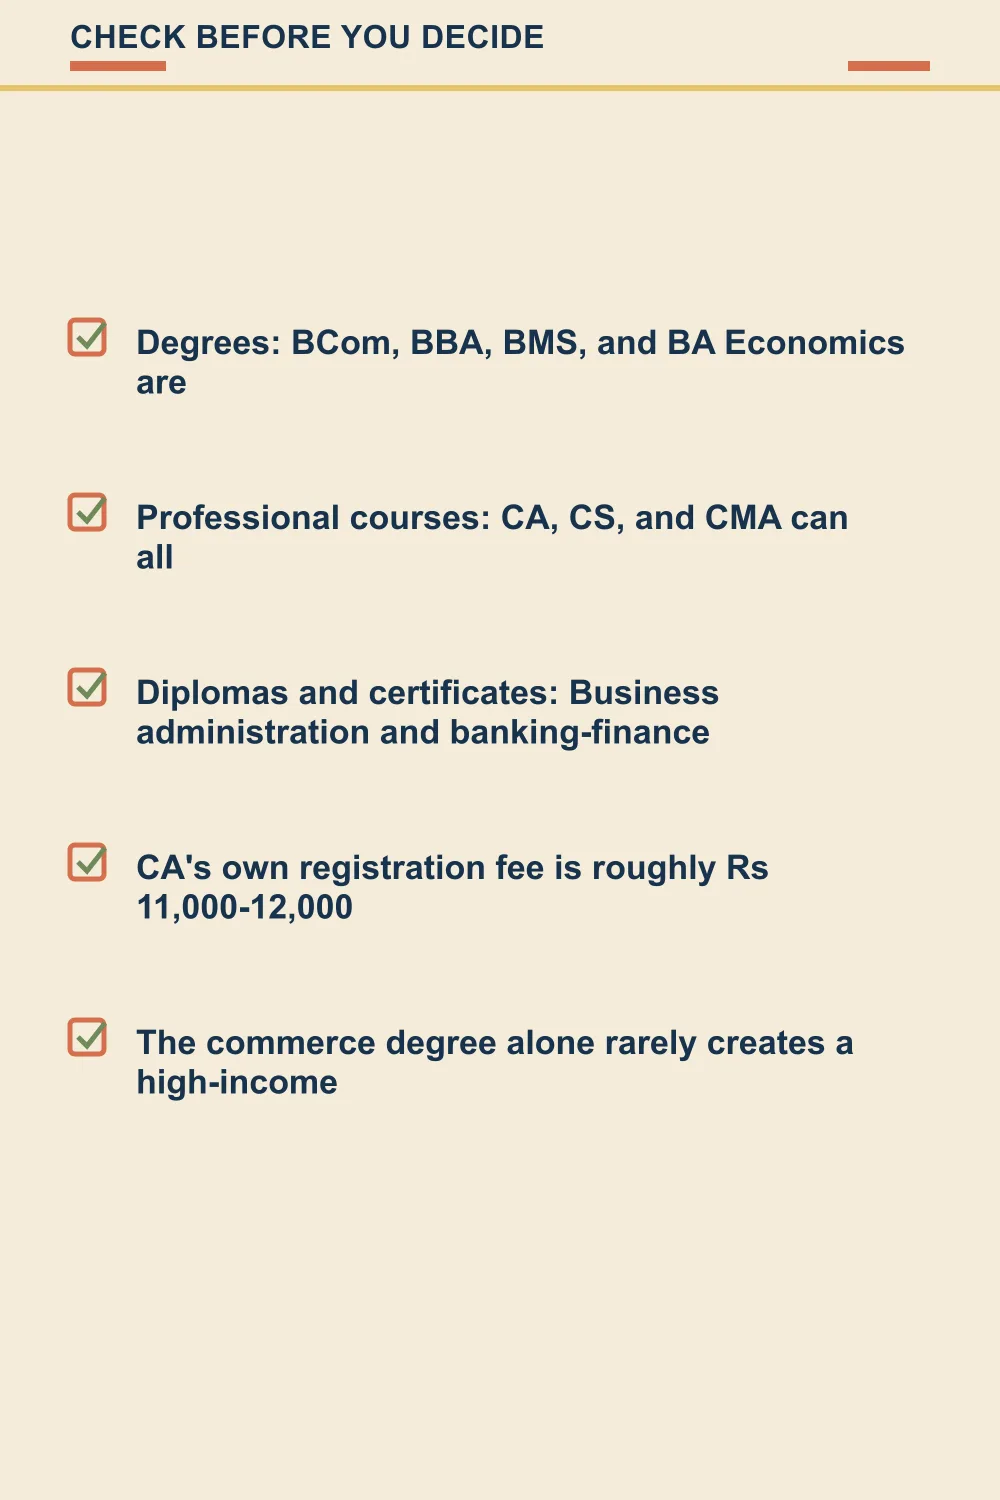 CHECK BEFORE YOU DECIDE
Degrees: BCom, BBA, BMS, and BA Economics
are
Professional courses: CA, CS, and CMA can
all
Diplomas and certificates: Business
administration and banking-finance
CA's own registration fee is roughly Rs
11,000-12,000
The commerce degree alone rarely creates a
high-income